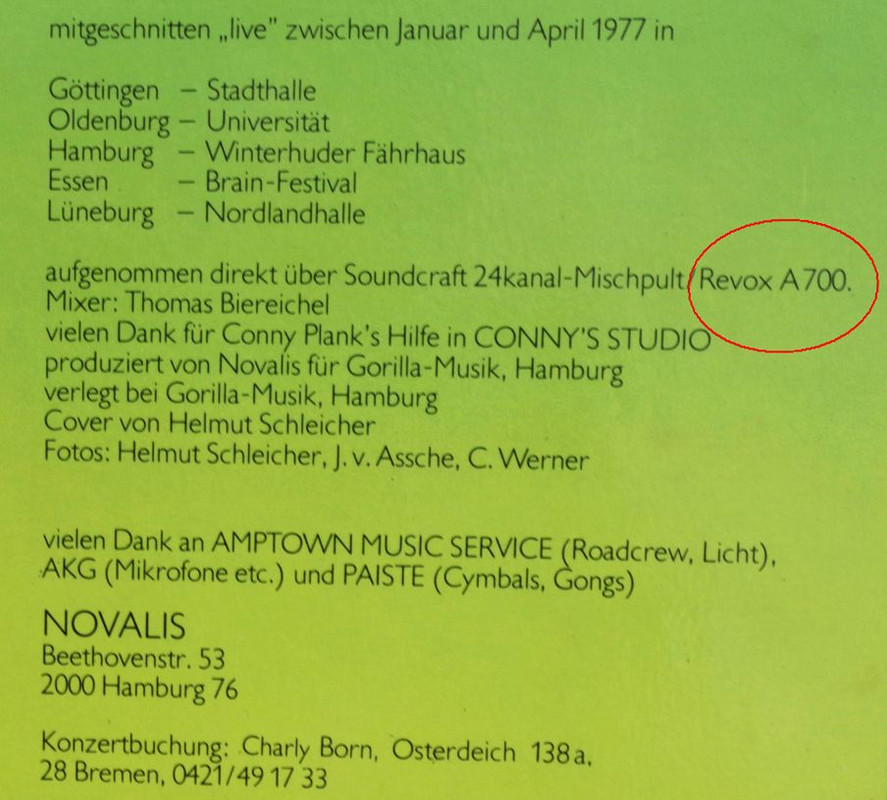 mitgeschnitten „live" zwischen Januar und April 1977 in
Göttingen – Stadthalle
Oldenburg – Universität
Hamburg – Winterhuder Fährhaus
Essen – Brain-Festival
Lüneburg – Nordlandhalle
aufgenommen direkt über Soundcraft 24kanal-Mischpult/Revox A700.
Mixer: Thomas Biereichel
vielen Dank für Conny Plank's Hilfe in CONNY'S STUDIO
produziert von Novalis für Gorilla-Musik, Hamburg
verlegt bei Gorilla-Musik, Hamburg
Cover von Helmut Schleicher
Fotos: Helmut Schleicher, J. v. Assche, C. Werner
vielen Dank an AMPTOWN MUSIC SERVICE (Roadcrew, Licht),
AKG (Mikrofone etc.) und PAISTE (Cymbals, Gongs)
NOVALIS
Beethovenstr. 53
2000 Hamburg 76
Konzertbuchung: Charly Born, Osterdeich 138a,
28 Bremen, 0421/49 17 33